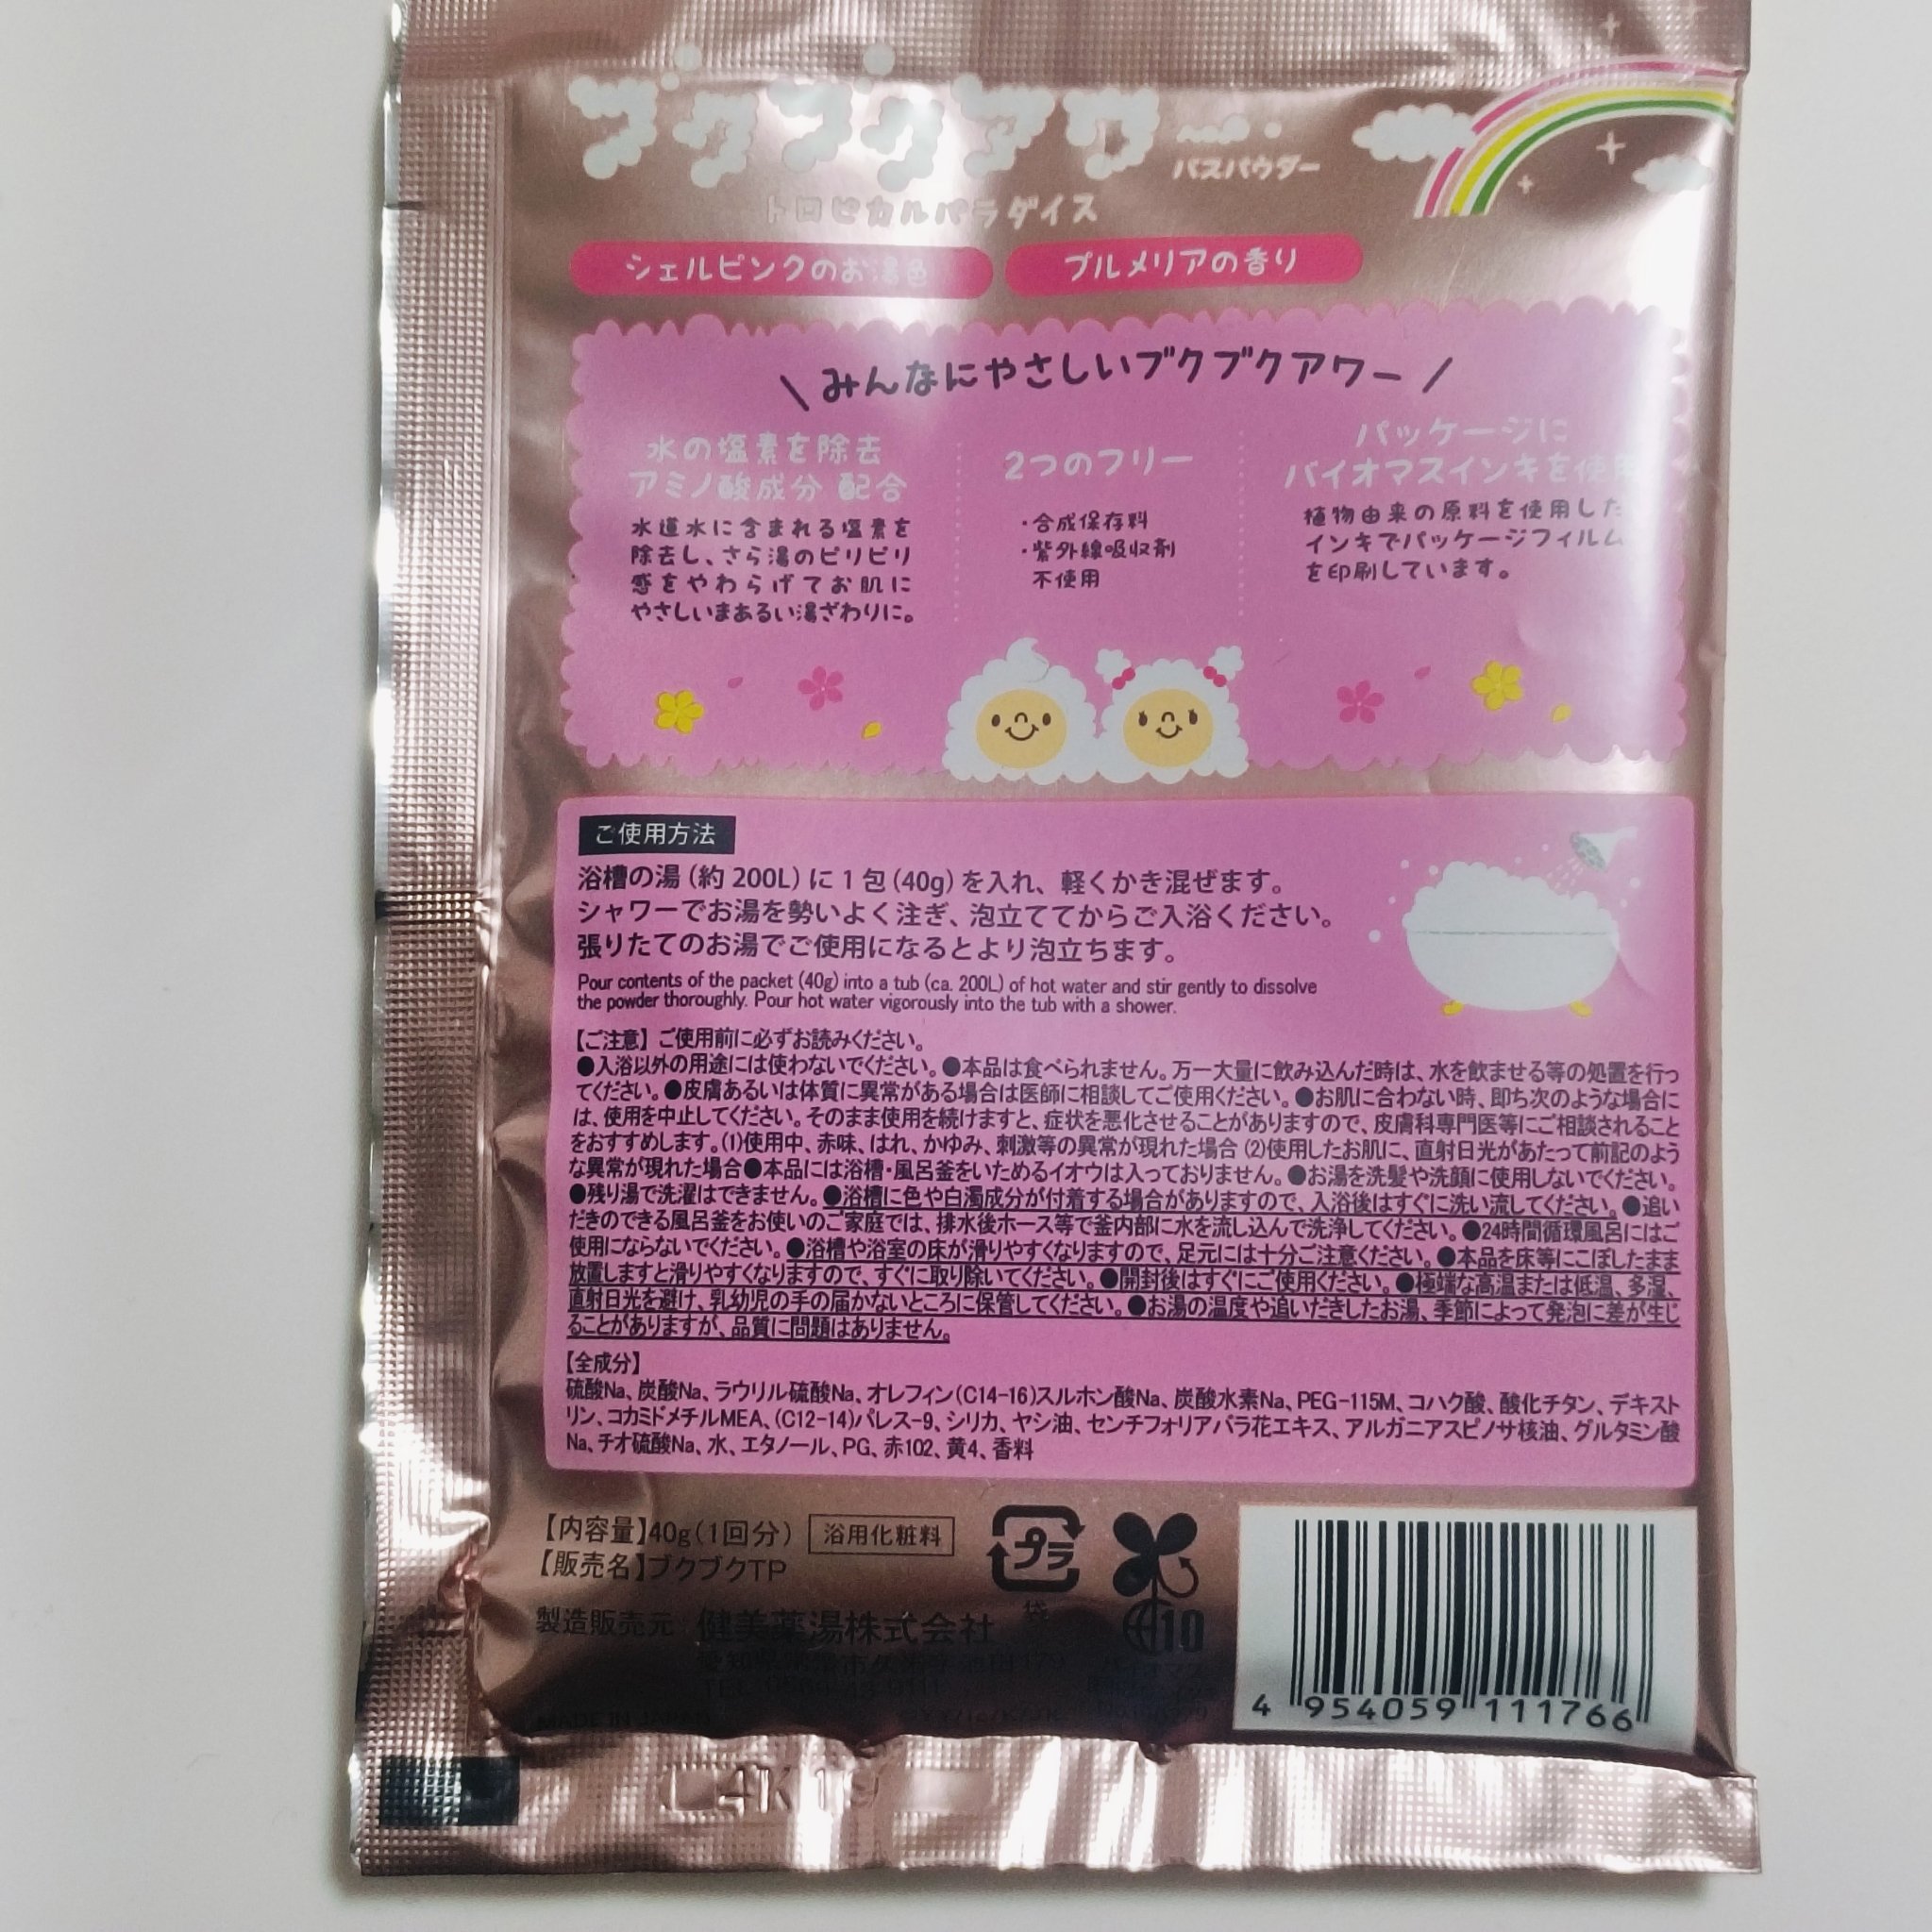 ブクブクアワー
バスパウダー
トロピカルパラダイス
シェルピンクのお湯色
プルメリアの香り
\ みんなにやさしいブクブクアワー /
水の塩素を除去
アミノ酸成分 配合
水道水に含まれる塩素を
除去し、さら湯のピリピリ
感をやわらげてお肌に
やさしいまあるい湯ざわりに。
2つのフリー
・合成保存料
・紫外線吸収剤
不使用
パッケージに
バイオマスインキを使用
植物由来の原料を使用した
インキでパッケージフィルム
を印刷しています。
ご使用方法
浴槽の湯(約 200L)に1包(40g)を入れ、軽くかき混ぜます。
シャワーでお湯を勢いよく注ぎ、泡立ててからご入浴ください。
張りたてのお湯でご使用になるとより泡立ちます。
Pour contents of the packet (40g) into a tub (ca. 200L) of hot water and stir gently to dissolve
the powder thoroughly. Pour hot water vigorously into the tub with a shower.
【ご注意】ご使用前に必ずお読みください。
●入浴以外の用途には使わないでください。●本品は食べられません。万一大量に飲み込んだ時は、水を飲ませる等の処置を行っ
てください。●皮膚あるいは体質に異常がある場合は医師に相談してご使用ください。●お肌に合わない時、即ち次のような場合に
は、使用を中止してください。そのまま使用を続けますと、症状を悪化させることがありますので、皮膚科専門医等にご相談されること
をおすすめします。(1)使用中、赤味、はれ、かゆみ、刺激等の異常が現れた場合 (2)使用したお肌に、直射日光があたって前記のよう
な異常が現れた場合●本品には浴槽・風呂釜をいためるイオウは入っておりません。●お湯を洗髪や洗顔に使用しないでください。
●残り湯で洗濯はできません。●浴槽に色や白濁成分が付着する場合がありますので、入浴後はすぐに洗い流してください。●追い
だきのできる風呂釜をお使いのご家庭では、排水後ホース等で釜内部に水を流し込んで洗浄してください。●24時間循環風呂にはご
使用にならないでください。●浴槽や浴室の床が滑りやすくなりますので、足元には十分ご注意ください。●本品を床等にこぼしたまま
放置しますと滑りやすくなりますので、すぐに取り除いてください。●開封後はすぐにご使用ください。●極端な高温または低温、多湿、
直射日光を避け、乳幼児の手の届かないところに保管してください。●お湯の温度や追いだきしたお湯、季節によって発泡に差が生じ
ることがありますが、品質に問題はありません。
【全成分】
硫酸Na、炭酸Na、ラウリル硫酸Na、オレフィン(C14-16)スルホン酸Na、炭酸水素Na、PEG-115M、コハク酸、酸化チタン、デキスト
リン、コカミドメチルMEA、(C12-14)パレス-9、シリカ、ヤシ油、センチフォリアバラ花エキス、アルガニアスピノサ核油、グルタミン酸
Na、チオ硫酸Na、水、エタノール、PG、赤102、黄4、香料
【内容量】40g(1回分) 浴用化粧料
【販売名】ブクブクTP
プラ
袋
10
製造販売元 健美薬湯株式会社
MADE IN JAPAN
4 954059 111766
4K19